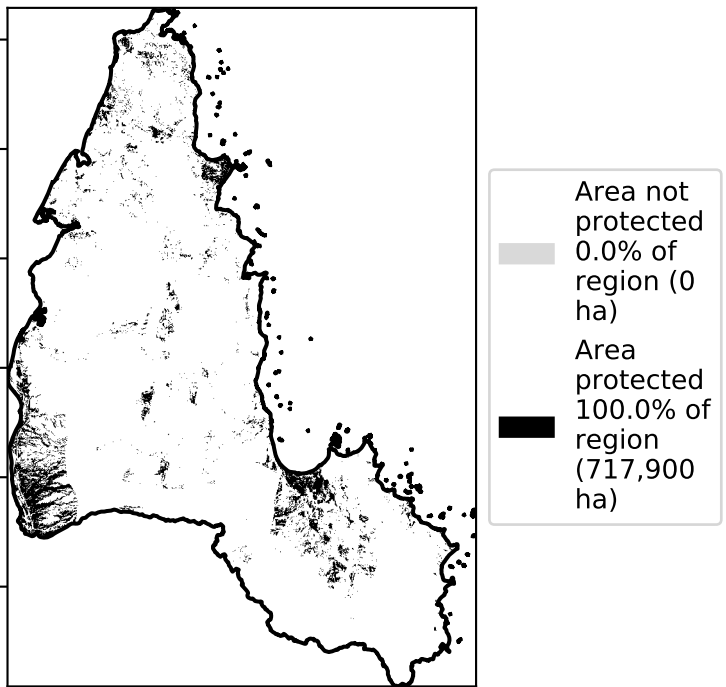 Area not
protected
0.0% of
region (0
ha)
Area
protected
100.0% of
region
(717,900
ha)